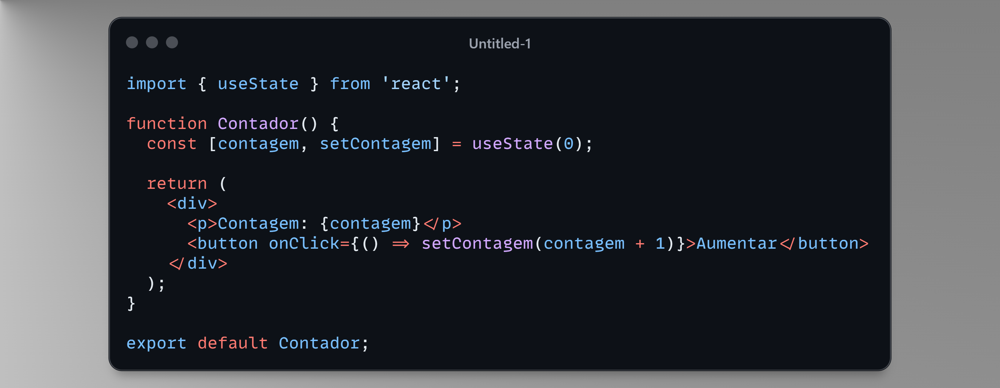 Untitled-1
import { useState } from 'react';
function Contador() {
  const [contagem, setContagem] = useState(0);
  return (
    <div>
      <p>Contagem: {contagem}</p>
      <button onClick={() => setContagem(contagem + 1)}>Aumentar</button>
    </div>
  );
}
export default Contador;